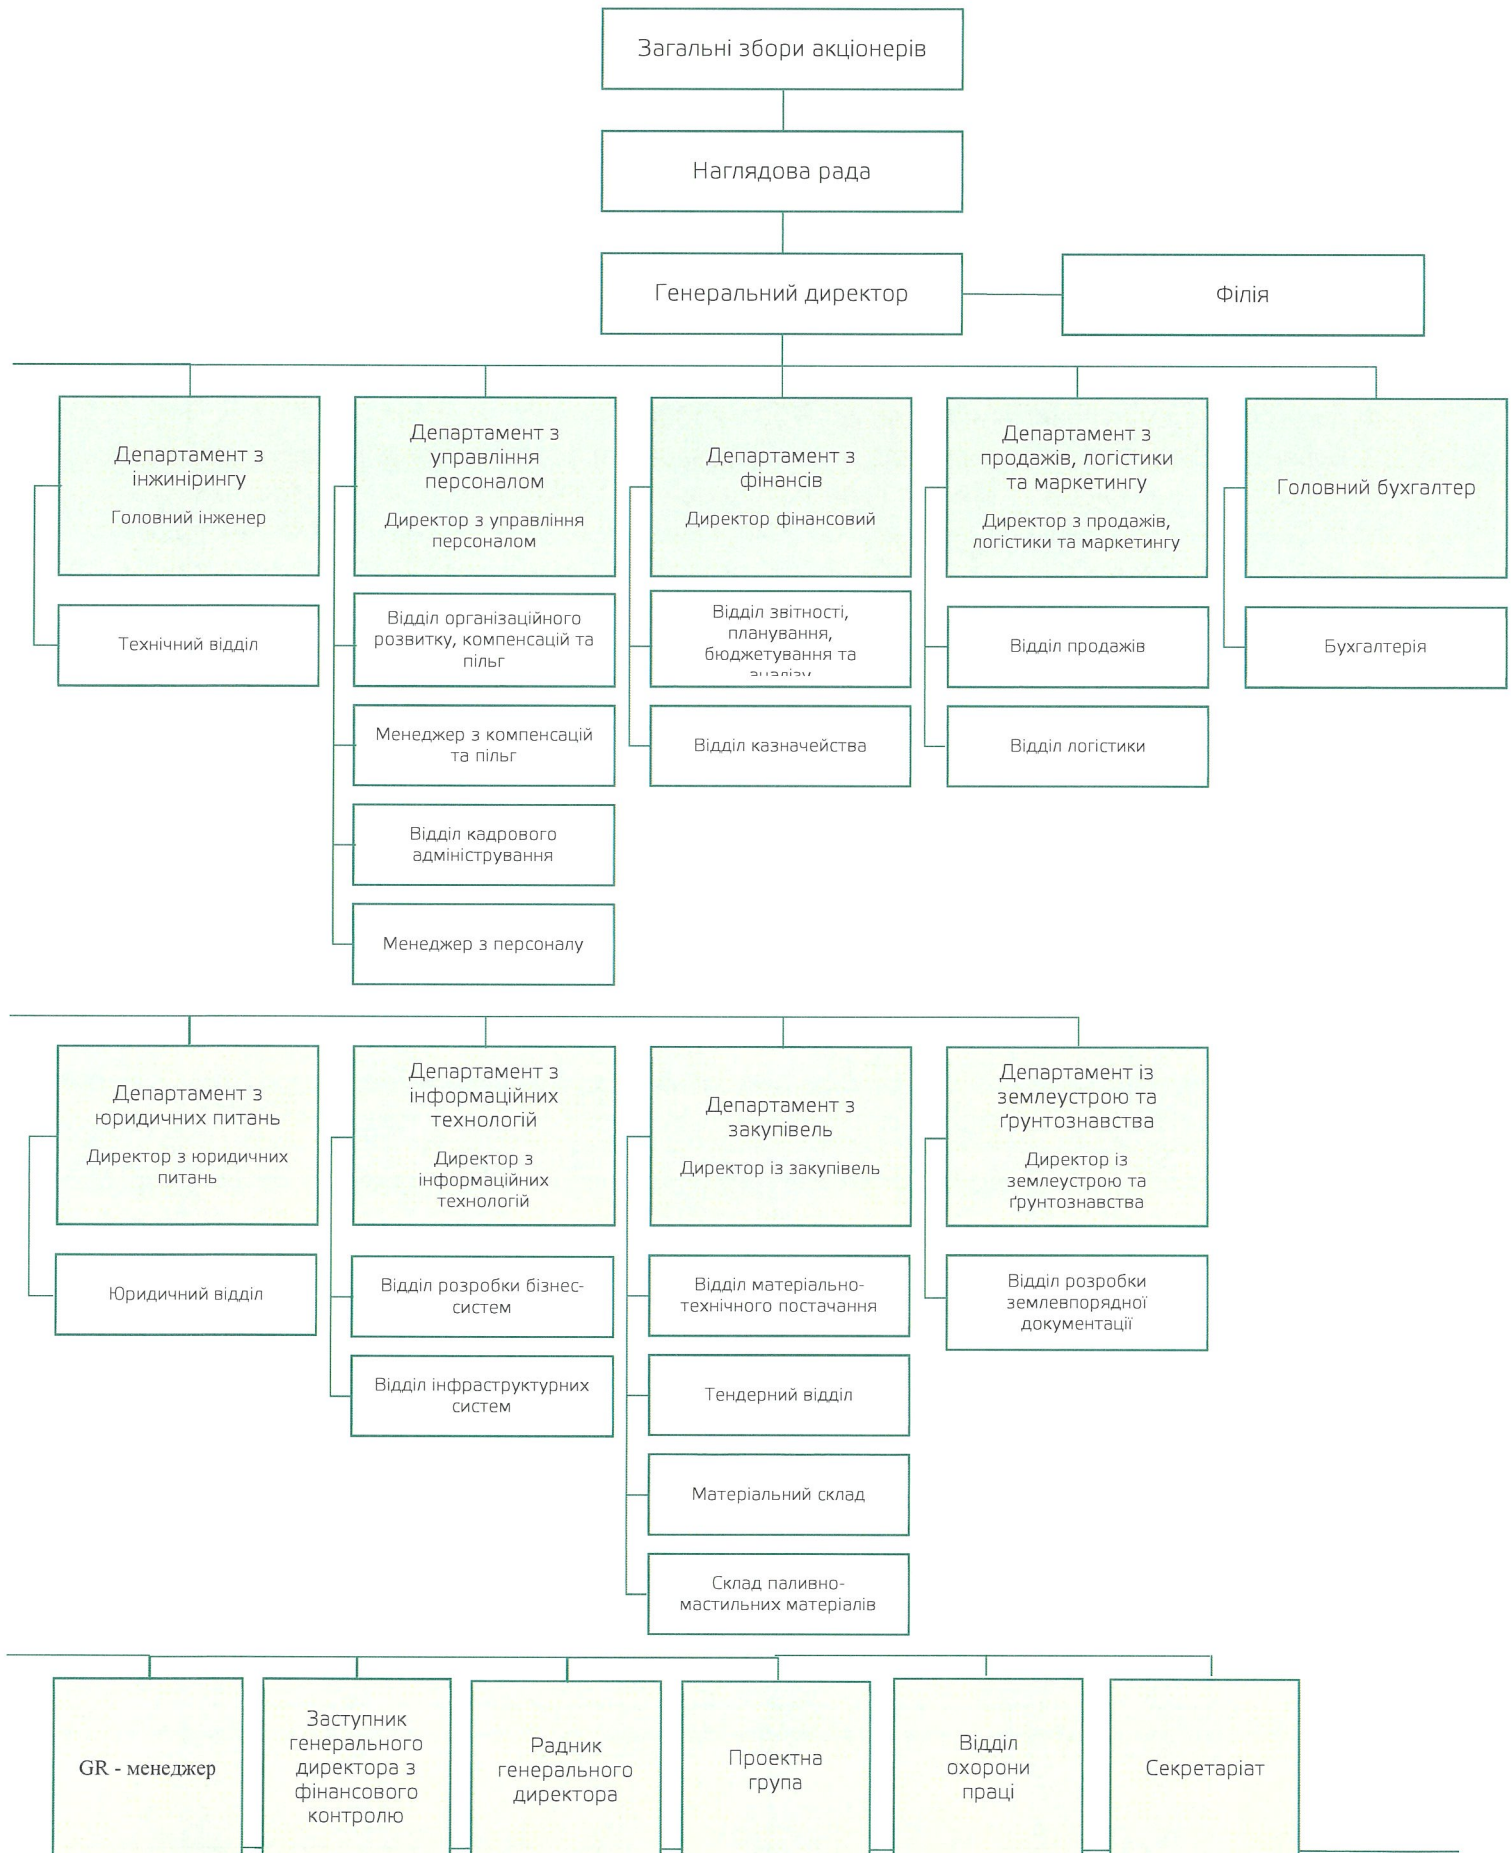 Загальні збори акціонерів
Наглядова рада
Генеральний директор
Філія
Департамент з
інжинірингу
Головний інженер
Технічний відділ
Департамент з
управління
персоналом
Директор з управління
персоналом
Відділ організаційного
розвитку, компенсацій та
пільг
Менеджер з компенсацій
та пільг
Відділ кадрового
адміністрування
Менеджер з персоналу
Департамент з
фінансів
Директор фінансовий
Відділ звітності,
планування,
бюджетування та
аналізу
Відділ казначейства
Департамент з
продажів, логістики
та маркетингу
Директор з продажів,
логістики та маркетингу
Відділ продажів
Відділ логістики
Головний бухгалтер
Бухгалтерія
Департамент з
юридичних питань
Директор з юридичних
питань
Юридичний відділ
Департамент з
інформаційних
технологій
Директор з
інформаційних
технологій
Відділ розробки бізнес-
систем
Відділ інфраструктурних
систем
Департамент з
закупівель
Директор із закупівель
Відділ матеріально-
технічного постачання
Тендерний відділ
Матеріальний склад
Склад паливно-
мастильних матеріалів
Департамент із
землеустрою та
ґрунтознавства
Директор із
землеустрою та
ґрунтознавства
Відділ розробки
землевпорядної
документації
GR - менеджер
Заступник
генерального
директора з
фінансового
контролю
Радник
генерального
директора
Проектна
група
Відділ
охорони
праці
Секретаріат